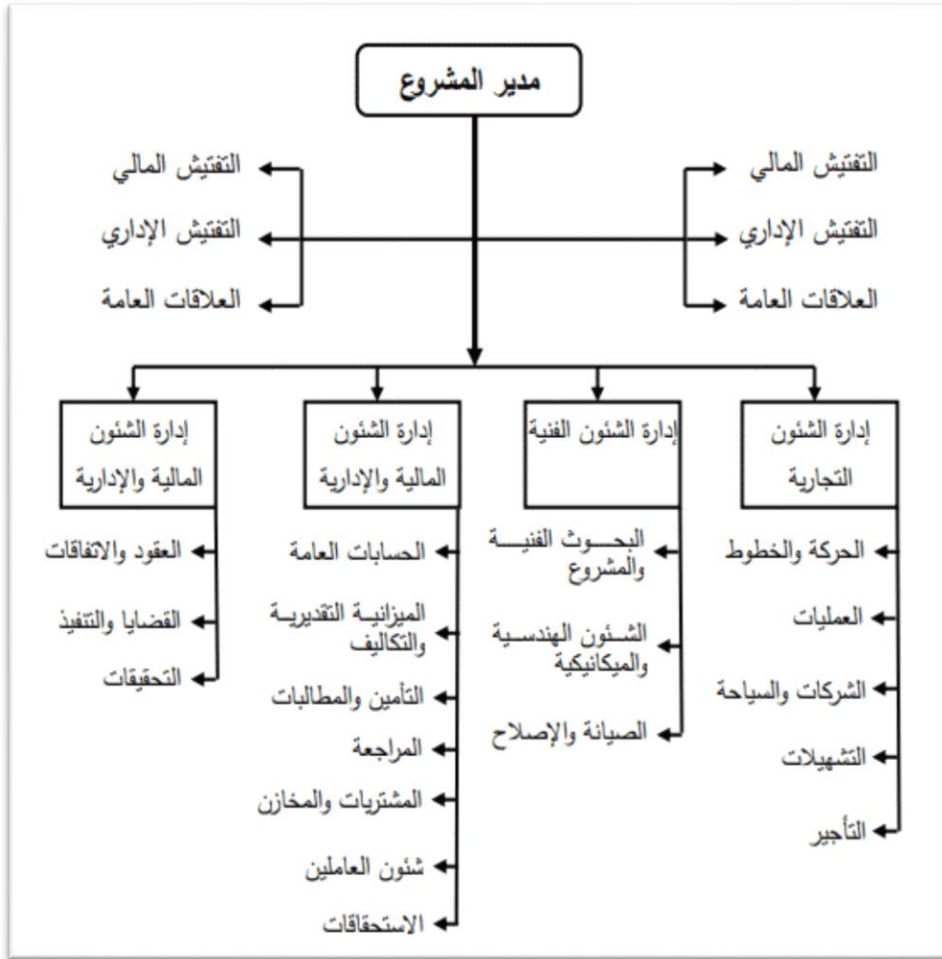 مدير المشروع
التفتيش المالي
التفتيش المالي
التفتيش الإداري
التفتيش الإداري
العلاقات العامة
العلاقات العامة
إدارة الشئون
التجارية
إدارة الشئون الفنية
إدارة الشئون
المالية والإدارية
إدارة الشئون
المالية والإدارية
الحركة والخطوط
العمليات
الشركات والسياحة
التشهيلات
التأجير
البحـــوث الفنيـــة
والمشروع
الشـئون الهندسـية
والميكانيكية
الصيانة والإصلاح
الحسابات العامة
الميزانيـة التقديريـة
والتكاليف
التأمين والمطالبات
المراجعة
المشتريات والمخازن
شئون العاملين
الاستحقاقات
العقود والاتفاقات
القضايا والتنفيذ
التحقيقات